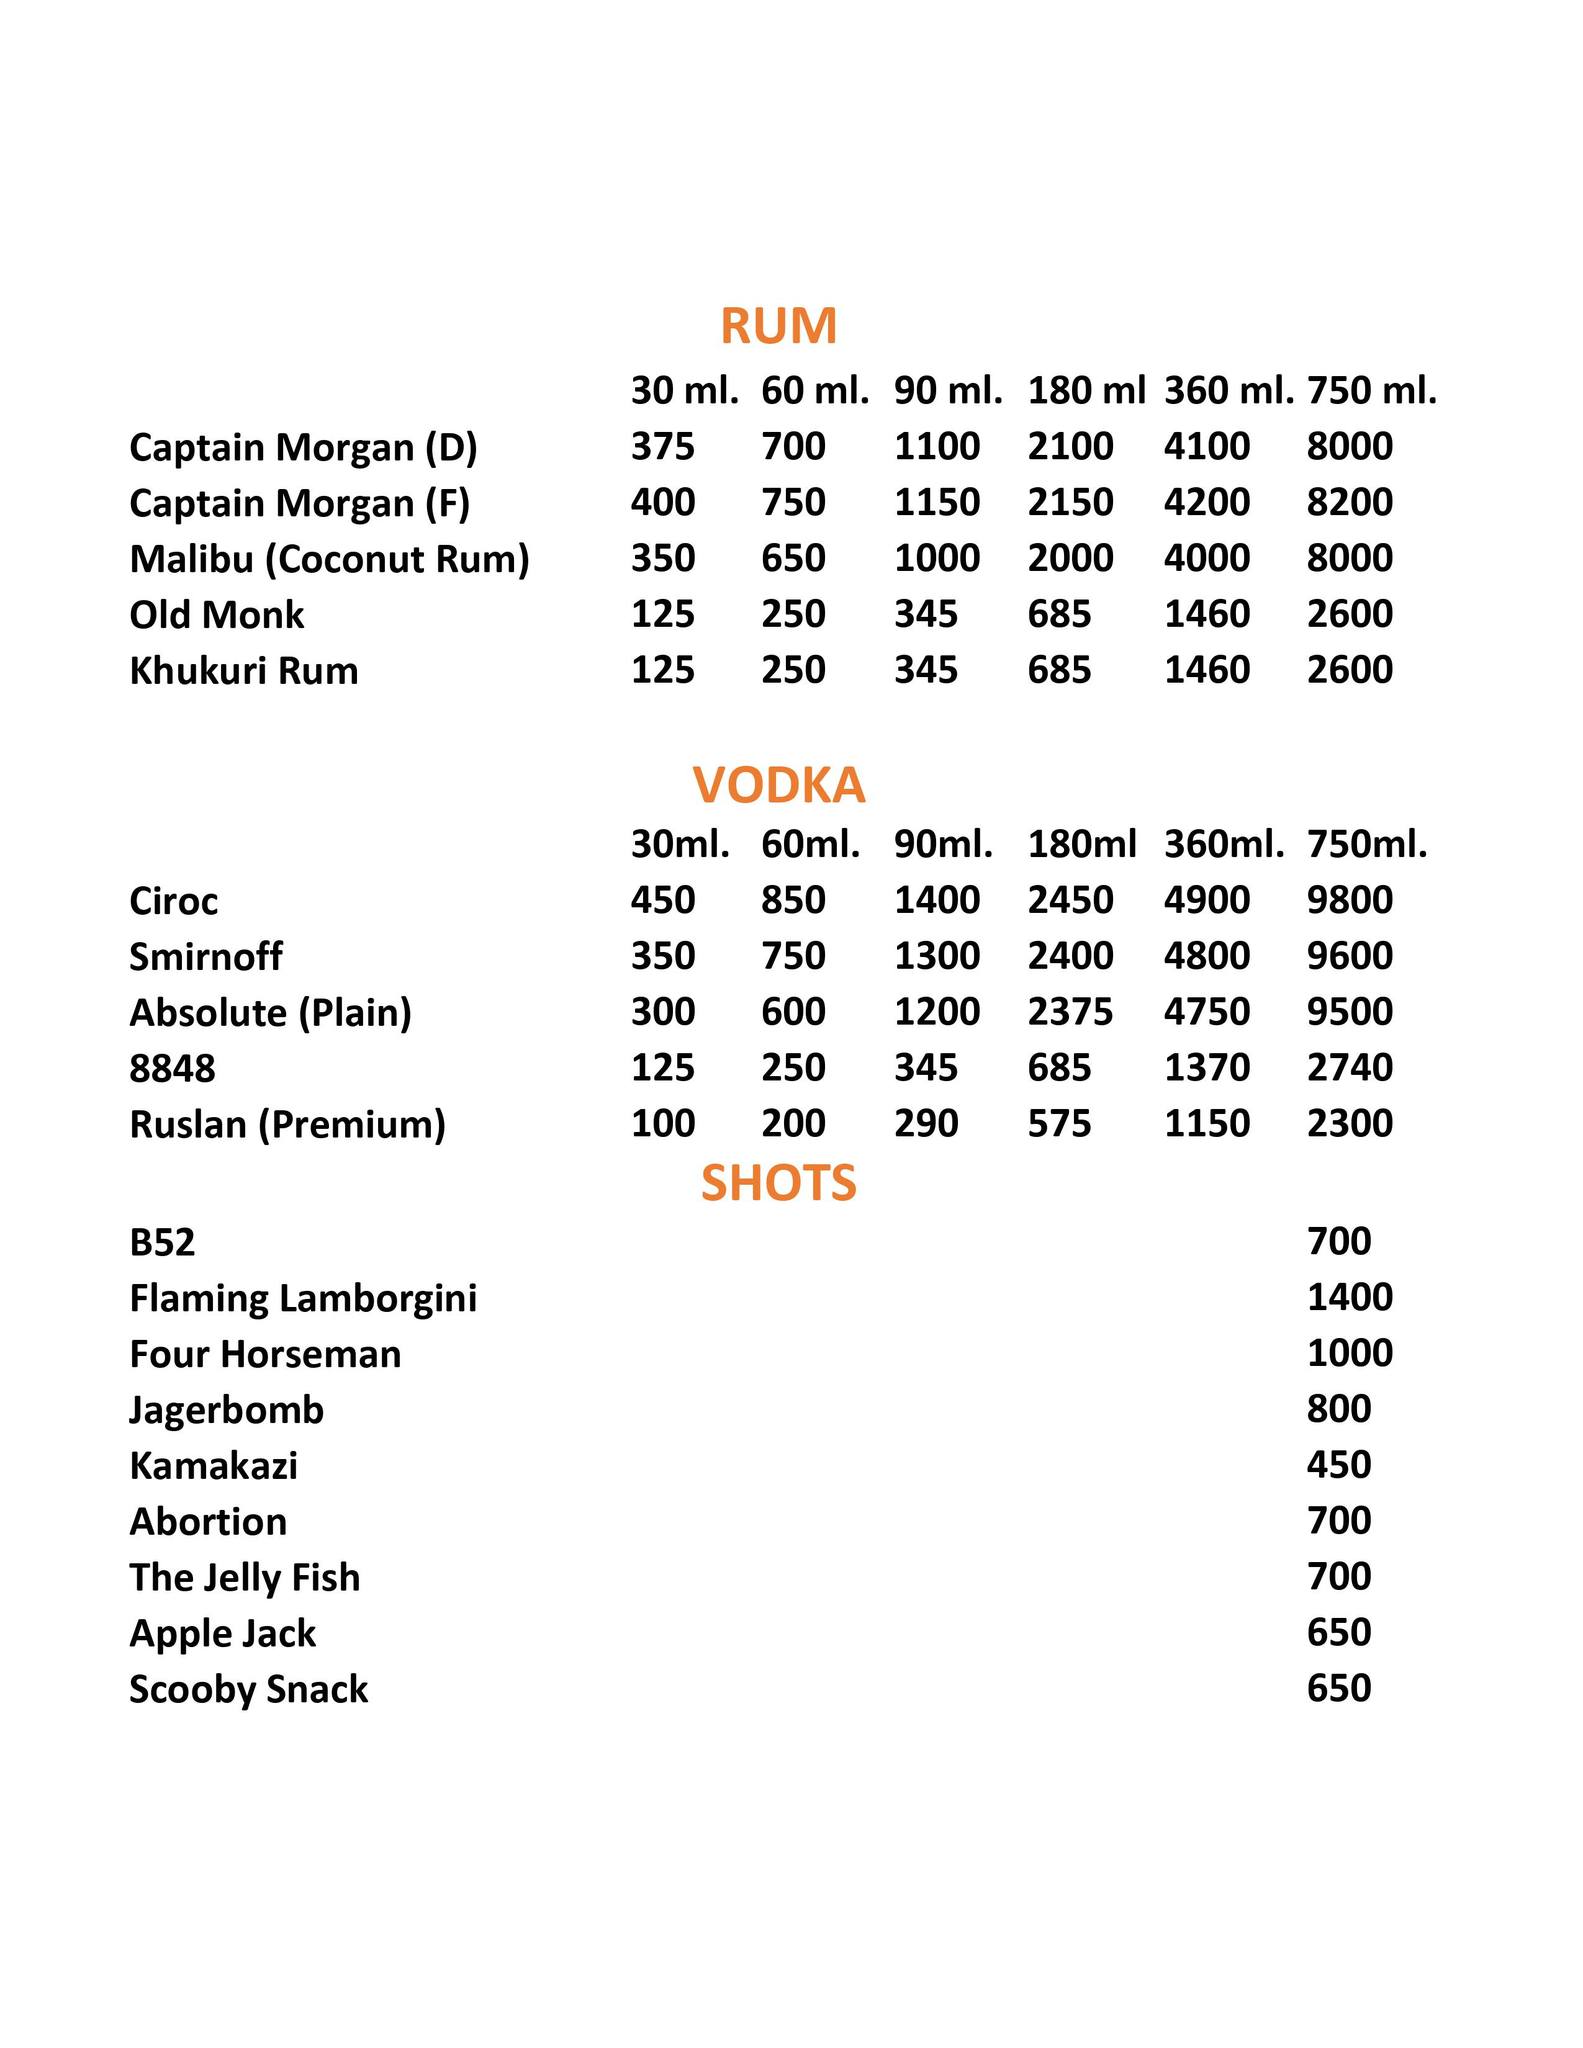 RUM
30 ml. 60 ml. 90 ml. 180 ml 360 ml. 750 ml.
Captain Morgan (D) 375 700 1100 2100 4100 8000
Captain Morgan (F) 400 750 1150 2150 4200 8200
Malibu (Coconut Rum) 350 650 1000 2000 4000 8000
Old Monk 125 250 345 685 1460 2600
Khukuri Rum 125 250 345 685 1460 2600
VODKA
30ml. 60ml. 90ml. 180ml 360ml. 750ml.
Ciroc 450 850 1400 2450 4900 9800
Smirnoff 350 750 1300 2400 4800 9600
Absolute (Plain) 300 600 1200 2375 4750 9500
8848 125 250 345 685 1370 2740
Ruslan (Premium) 100 200 290 575 1150 2300
SHOTS
B52 700
Flaming Lamborgini 1400
Four Horseman 1000
Jagerbomb 800
Kamakazi 450
Abortion 700
The Jelly Fish 700
Apple Jack 650
Scooby Snack 650